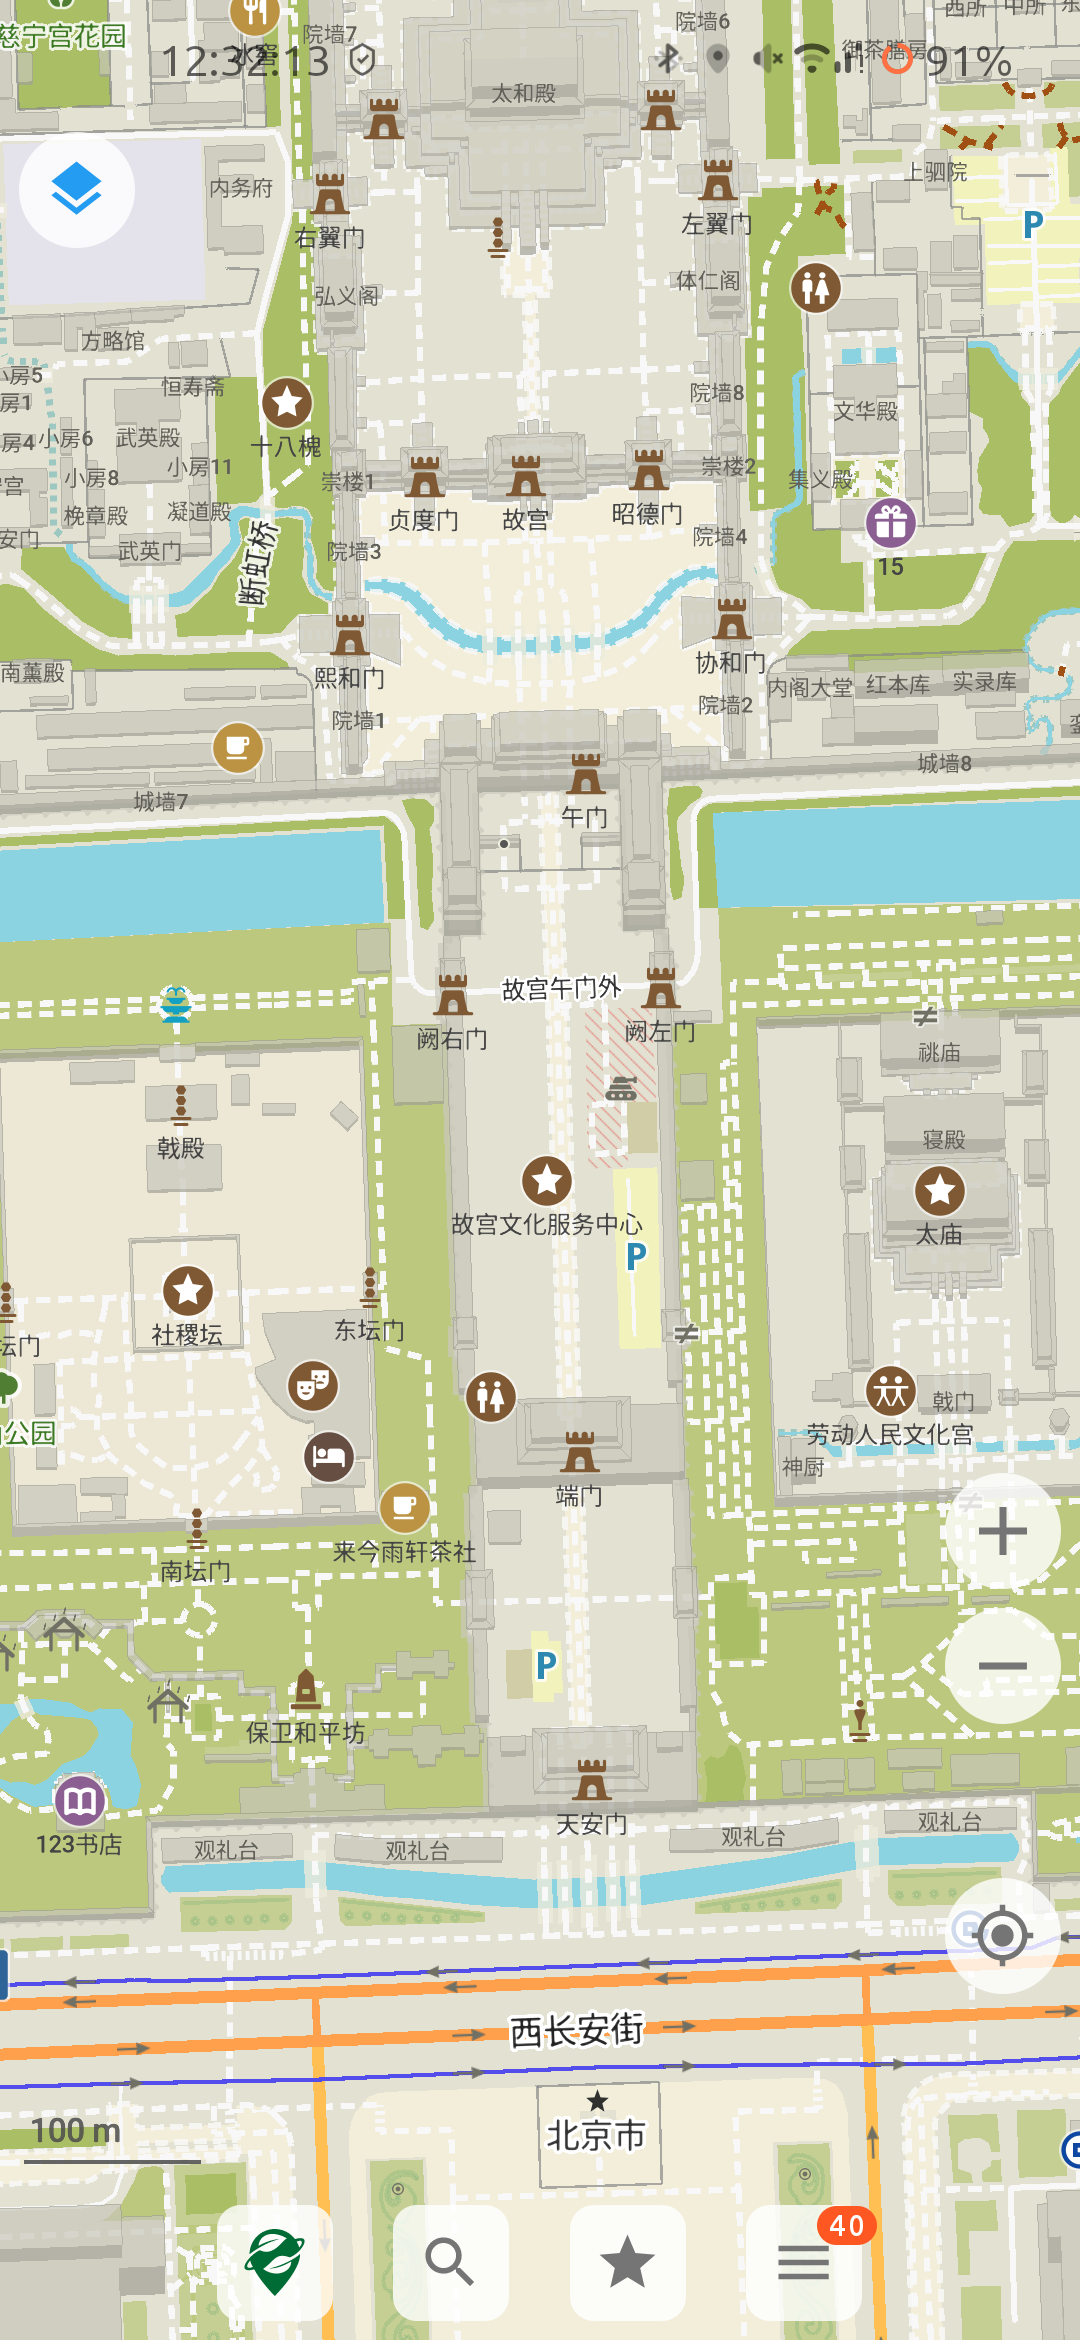 慈宁宫花园
院墙7
院墙6
西所
中所
12:32:13
91%
御茶膳房
太和殿
上驷院
内务府
右翼门
左翼门
P
体仁阁
弘义阁
方略馆
小房5
恒寿斋
院墙8
房1
文华殿
房4
小房6
武英殿
十八槐
小房11
崇楼1
崇楼2
小房8
集义殿
贞度门
故宫
昭德门
浴德堂
凝道殿
安门
武英门
断虹桥
院墙3
院墙4
15
南薰殿
熙和门
协和门
内阁大堂
红本库
实录库
院墙1
院墙2
城墙8
城墙7
午门
故宫午门外
阙右门
阙左门
祧庙
戟殿
寝殿
故宫文化服务中心
太庙
P
社稷坛
东坛门
坛门
公园
戟门
劳动人民文化宫
神厨
端门
来今雨轩茶社
南坛门
P
保卫和平坊
天安门
123书店
观礼台
观礼台
观礼台
观礼台
西长安街
100 m
北京市
40